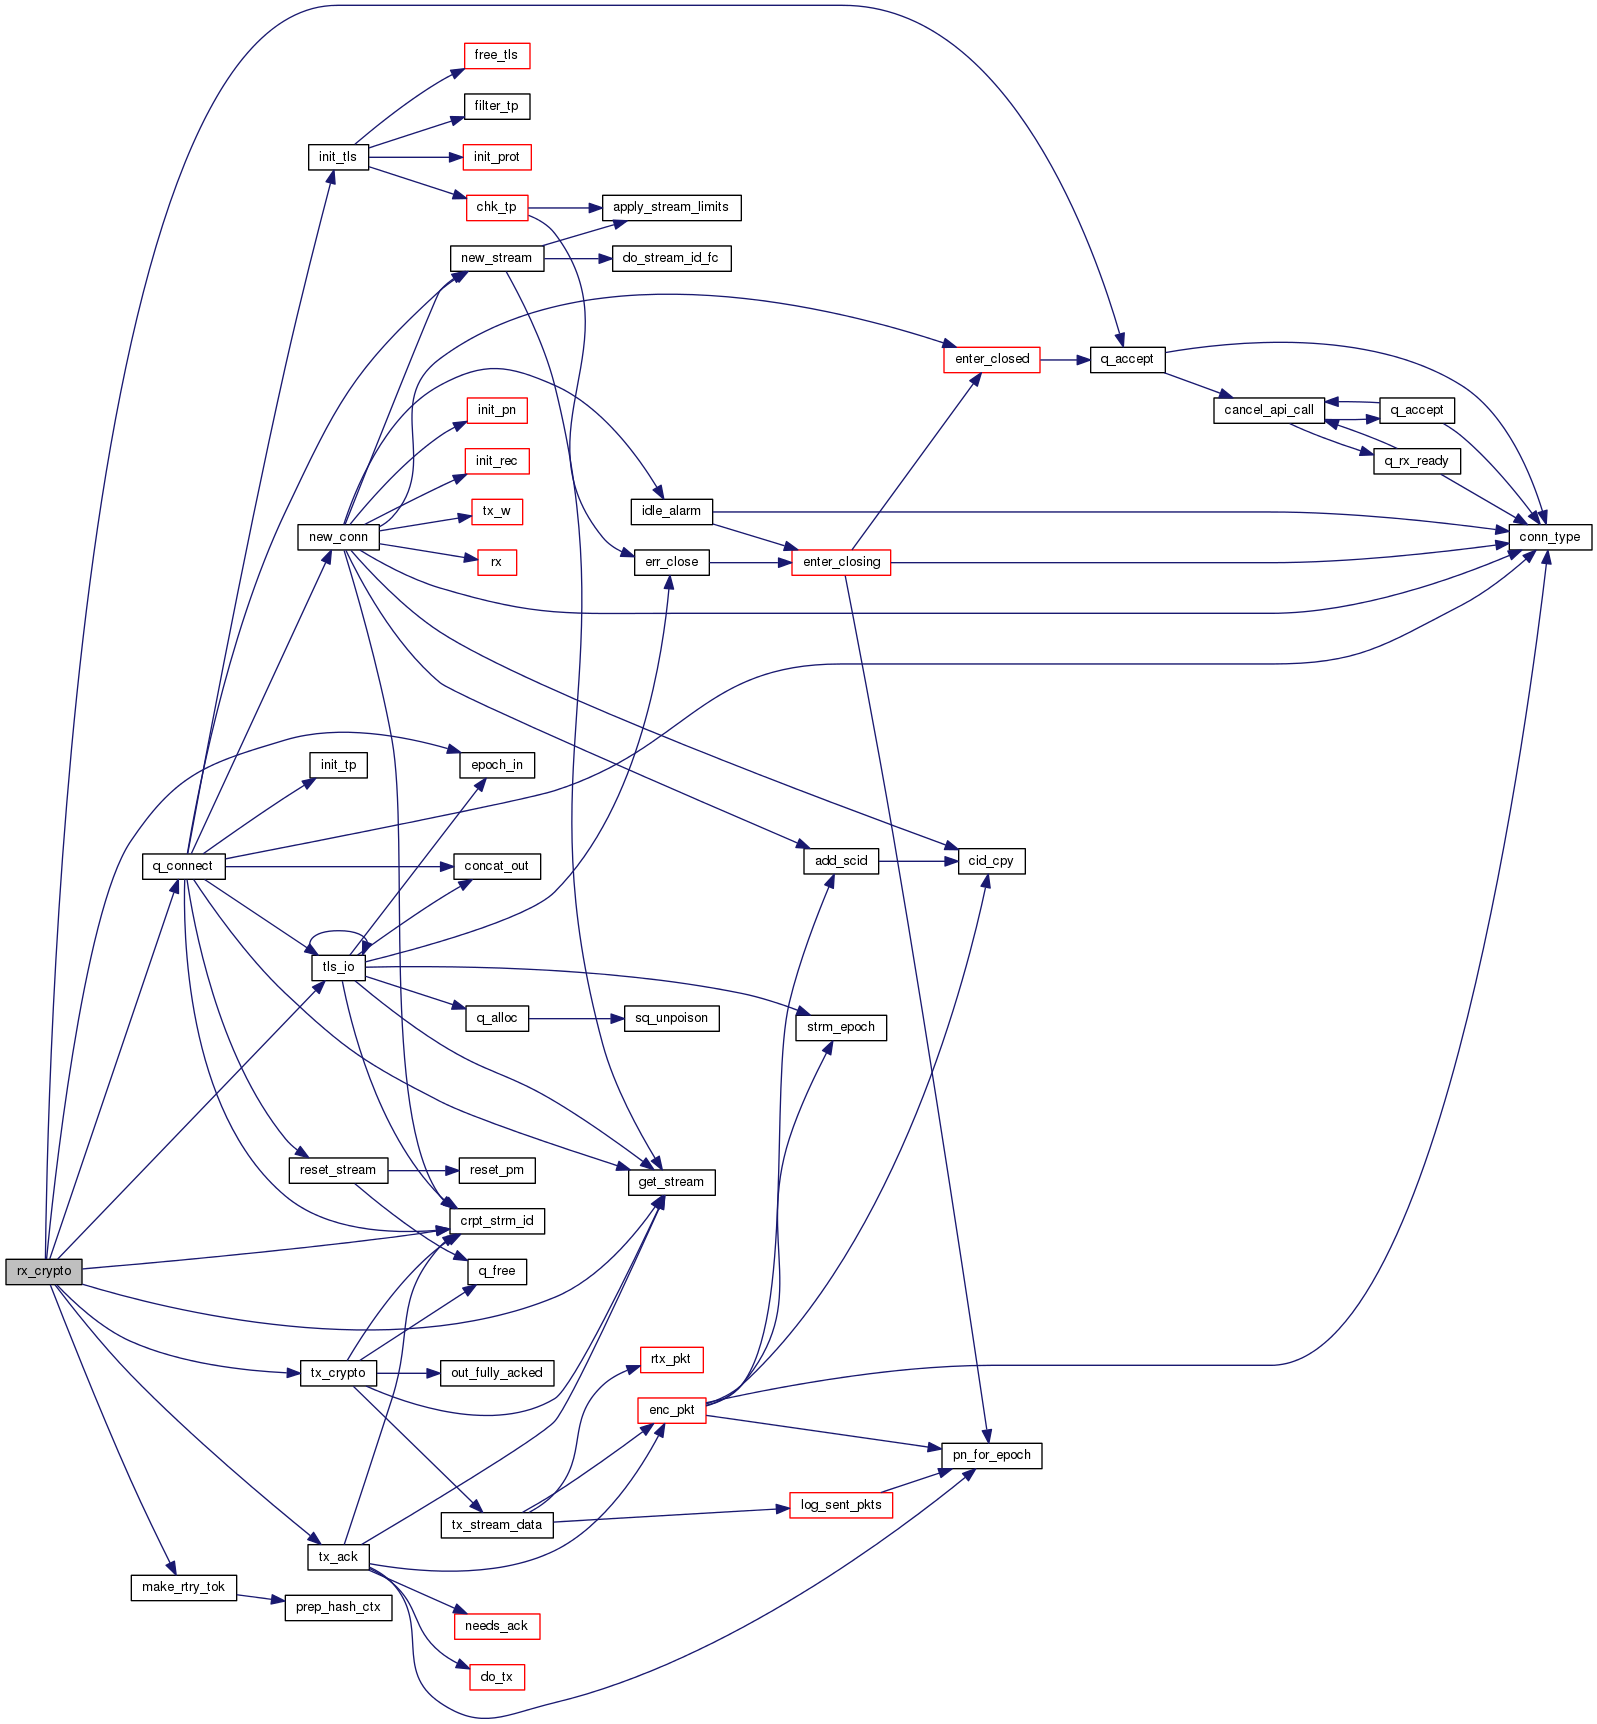 free_tls
filter_tp
init_tls
init_prot
chk_tp
apply_stream_limits
new_stream
do_stream_id_fc
enter_closed
q_accept
init_pn
cancel_api_call
q_accept
init_rec
q_rx_ready
tx_w
idle_alarm
new_conn
conn_type
rx
err_close
enter_closing
init_tp
epoch_in
q_connect
concat_out
add_scid
cid_cpy
tls_io
q_alloc
sq_unpoison
strm_epoch
reset_stream
reset_pm
get_stream
crpt_strm_id
rx_crypto
q_free
rtx_pkt
tx_crypto
out_fully_acked
enc_pkt
pn_for_epoch
log_sent_pkts
tx_stream_data
tx_ack
make_rtry_tok
prep_hash_ctx
needs_ack
do_tx